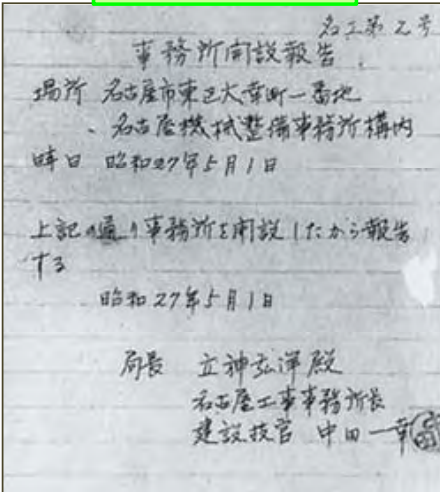 名工第2号
事務所開設報告
場所 名古屋市東区大幸町一番地
、名古屋機械整備事務所構内
時日 昭和27年5月1日
上記の通り事務所を開設したから報告
する
昭和27年5月1日
局長 立神弘洋殿
名古屋工事事務所長
建設技官 中田一幸